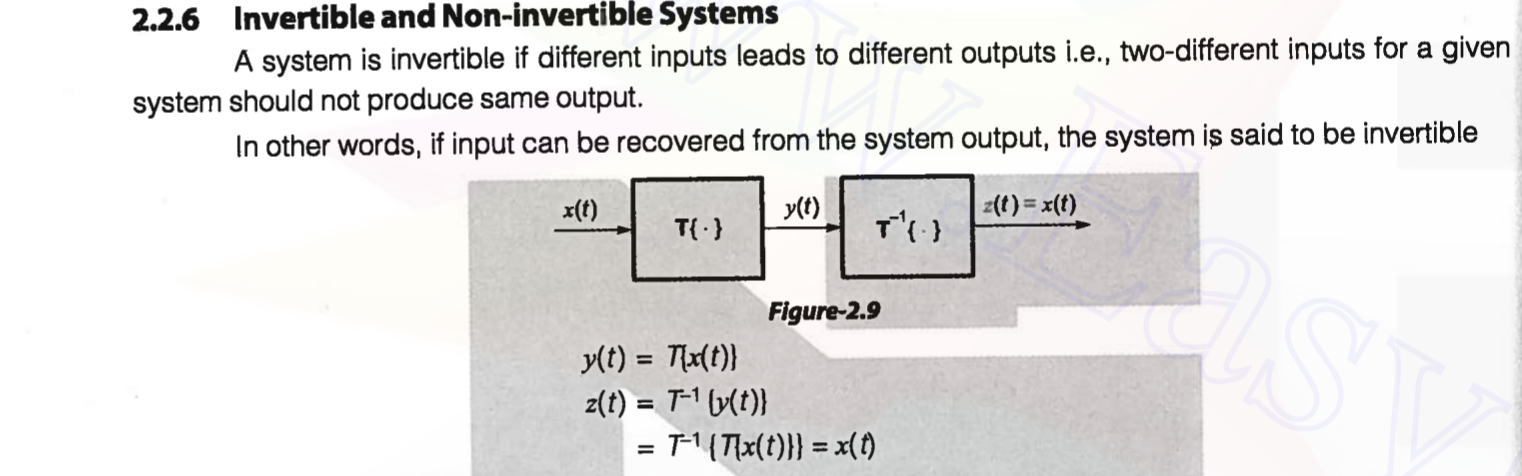 2.2.6 Invertible and Non-invertible Systems
A system is invertible if different inputs leads to different outputs i.e., two-different inputs for a given
system should not produce same output.
In other words, if input can be recovered from the system output, the system is said to be invertible
x(t) T{·} y(t) T⁻¹{·} z(t) = x(t)
Figure-2.9
y(t) = T{x(t)}
z(t) = T⁻¹ {y(t)}
= T⁻¹ {T{x(t)}} = x(t)
w Easy